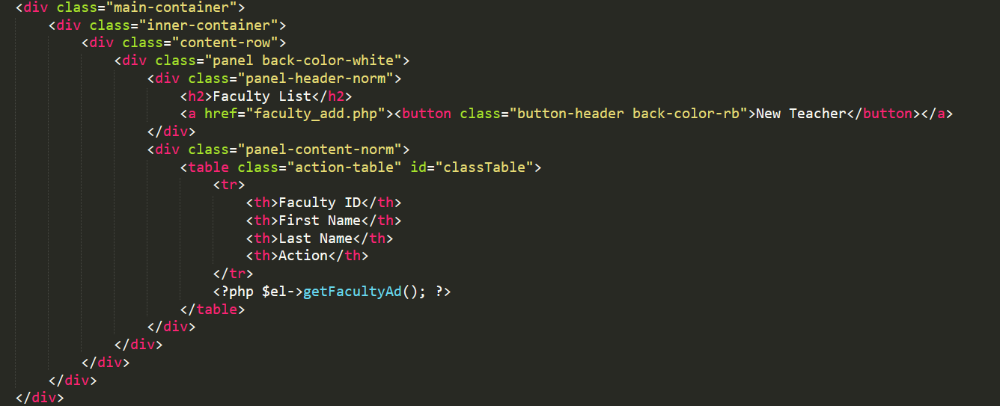 <div class="main-container">
<div class="inner-container">
<div class="content-row">
<div class="panel back-color-white">
<div class="panel-header-norm">
<h2>Faculty List</h2>
<a href="faculty_add.php"><button class="button-header back-color-rb">New Teacher</button></a>
</div>
<div class="panel-content-norm">
<table class="action-table" id="classTable">
<tr>
<th>Faculty ID</th>
<th>First Name</th>
<th>Last Name</th>
<th>Action</th>
</tr>
<?php $el->getFacultyAd(); ?>
</table>
</div>
</div>
</div>
</div>
</div>